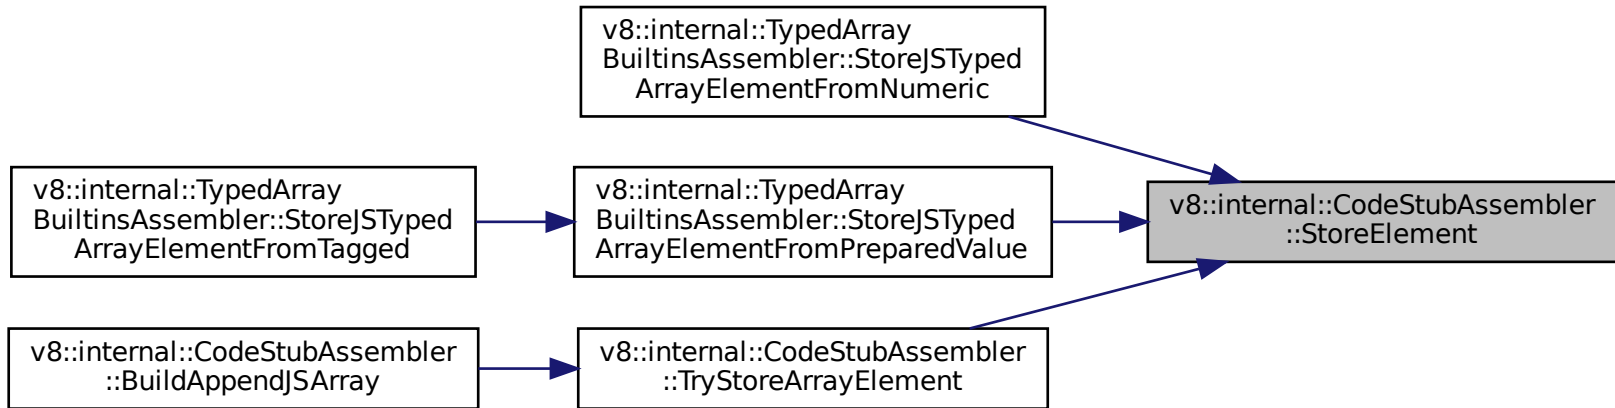 v8::internal::TypedArray
BuiltinsAssembler::StoreJSTyped
ArrayElementFromNumeric
v8::internal::TypedArray
BuiltinsAssembler::StoreJSTyped
ArrayElementFromTagged
v8::internal::TypedArray
BuiltinsAssembler::StoreJSTyped
ArrayElementFromPreparedValue
v8::internal::CodeStubAssembler
::StoreElement
v8::internal::CodeStubAssembler
::BuildAppendJSArray
v8::internal::CodeStubAssembler
::TryStoreArrayElement